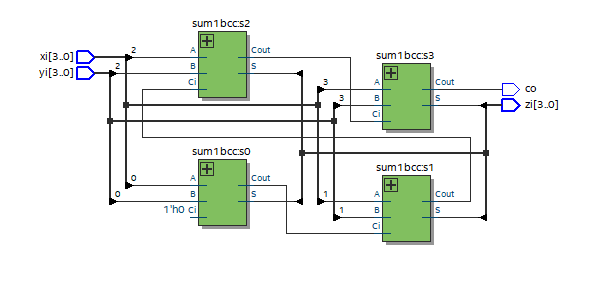 sum1bcc:s2
xi[3..0] 2 A Cout
yi[3..0] 2 B S
Ci
sum1bcc:s3
3 A Cout co
3 B S zi[3..0]
Ci
sum1bcc:s0
0 A Cout
0 B S
1'h0 Ci
sum1bcc:s1
1 A Cout
1 B S
Ci